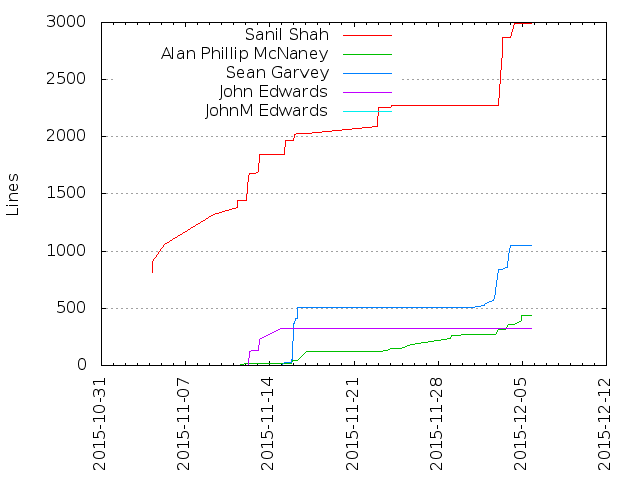 3000
2500
2000
1500
1000
500
0
Lines
Sanil Shah
Alan Phillip McNaney
Sean Garvey
John Edwards
JohnM Edwards
2015-10-31
2015-11-07
2015-11-14
2015-11-21
2015-11-28
2015-12-05
2015-12-12